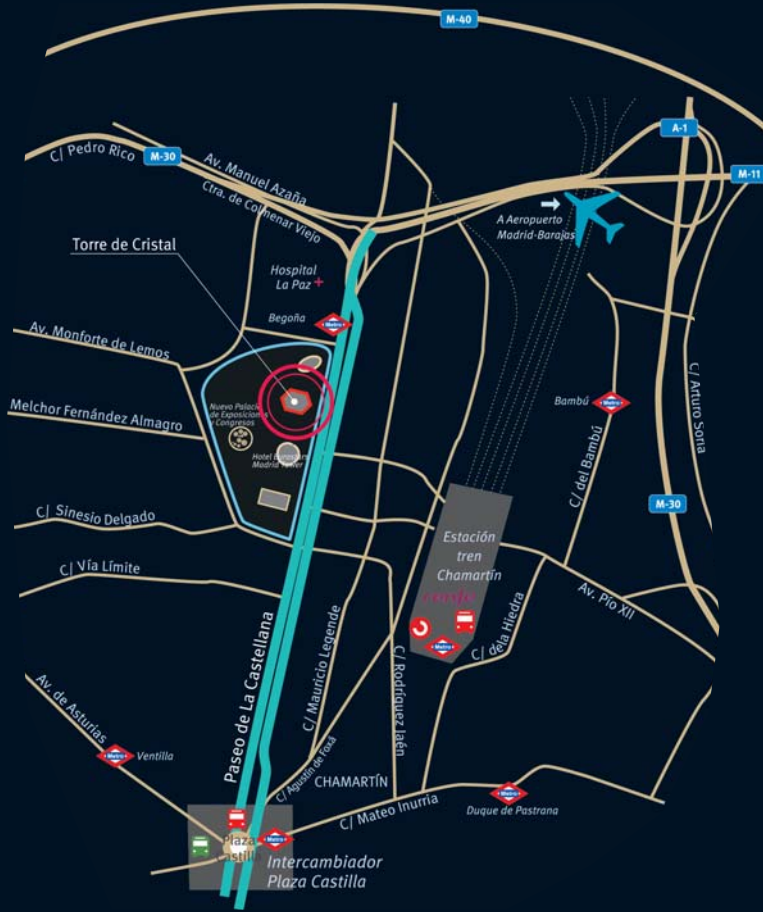 M-40
A-1
M-11
C/ Pedro Rico
M-30
Av. Manuel Azaña
Ctra. de Colmenar Viejo
A Aeropuerto
Madrid-Barajas
Torre de Cristal
Hospital
La Paz
Begoña
Metro
Av. Monforte de Lemos
Melchor Fernández Almagro
Nuevo Palacio
de Exposiciones
y Congresos
Hotel Eurostars
Madrid Tower
Bambú
Metro
C/ del Bambú
C/ Arturo Soria
M-30
C/ Sinesio Delgado
C/ Vía Límite
Estación
tren
Chamartín
Metro
Av. Pío XII
C/ dela Hiedra
Paseo de La Castellana
C/ Mauricio Legende
C/ Rodríguez Jaén
Av. de Asturias
Metro
Ventilla
C/ Agustín de Foxá
CHAMARTÍN
C/ Mateo Inurria
Metro
Duque de Pastrana
Plaza
Castilla
Metro
Intercambiador
Plaza Castilla